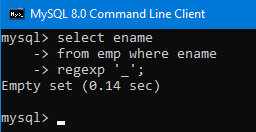 MySQL 8.0 Command Line Client
mysql> select ename
    -> from emp where ename
    -> regexp '_';
Empty set (0.14 sec)
mysql> _